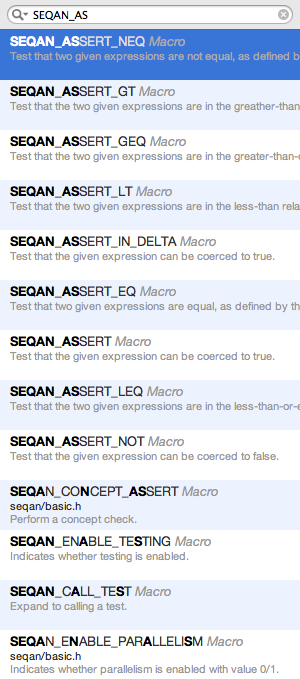 SEQAN_AS
SEQAN_ASSERT_NEQ Macro
Test that two given expressions are not equal, as defined b
SEQAN_ASSERT_GT Macro
Test that the two given expressions are in the greather-than
SEQAN_ASSERT_GEQ Macro
Test that the two given expressions are in the greater-than-
SEQAN_ASSERT_LT Macro
Test that the two given expressions are in the less-than rela
SEQAN_ASSERT_IN_DELTA Macro
Test that the given expression can be coerced to true.
SEQAN_ASSERT_EQ Macro
Test that two given expressions are equal, as defined by th
SEQAN_ASSERT Macro
Test that the given expression can be coerced to true.
SEQAN_ASSERT_LEQ Macro
Test that the two given expressions are in the less-than-or-e
SEQAN_ASSERT_NOT Macro
Test that the given expression can be coerced to false.
SEQAN_CONCEPT_ASSERT Macro
seqan/basic.h
Perform a concept check.
SEQAN_ENABLE_TESTING Macro
Indicates whether testing is enabled.
SEQAN_CALL_TEST Macro
Expand to calling a test.
SEQAN_ENABLE_PARALLELISM Macro
seqan/basic.h
Indicates whether parallelism is enabled with value 0/1.